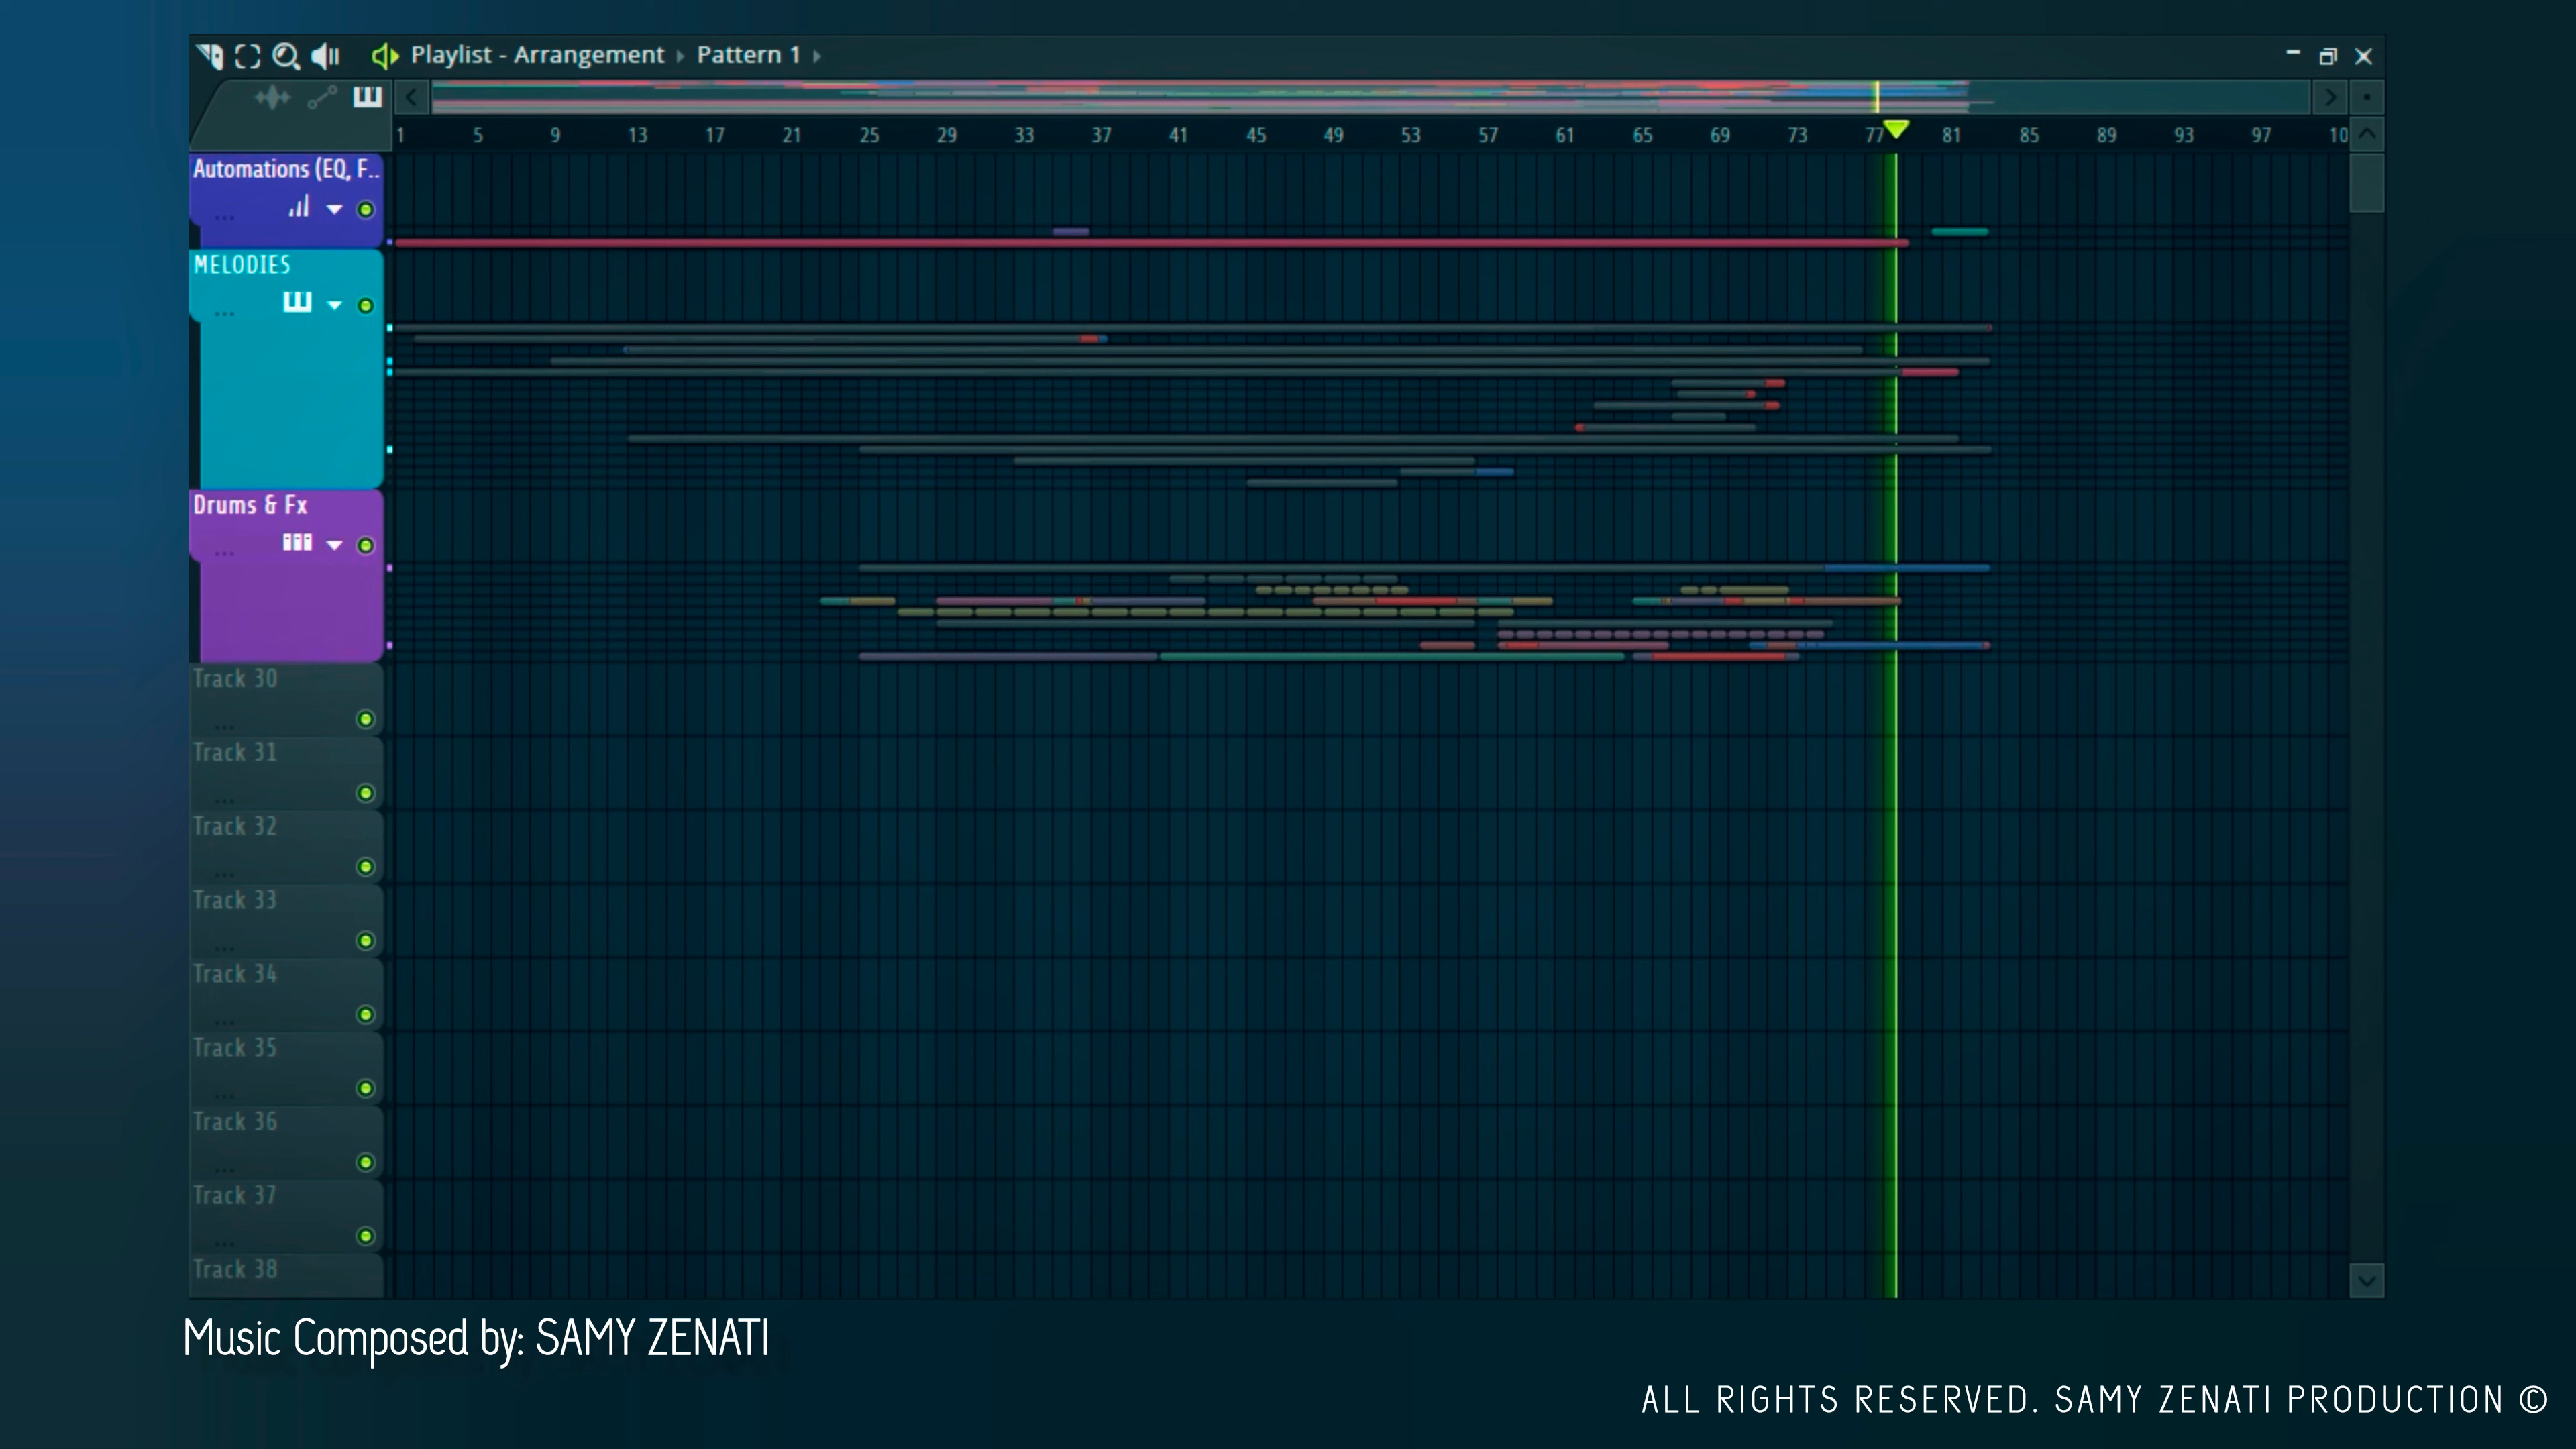 Playlist - Arrangement Pattern 1
1 5 9 13 17 21 25 29 33 37 41 45 49 53 57 61 65 69 73 77 81 85 89 93 97 10
Automations (EQ, F..
MELODIES
Drums & Fx
Track 30
Track 31
Track 32
Track 33
Track 34
Track 35
Track 36
Track 37
Track 38
Music Composed by: SAMY ZENATI
ALL RIGHTS RESERVED. SAMY ZENATI PRODUCTION ©